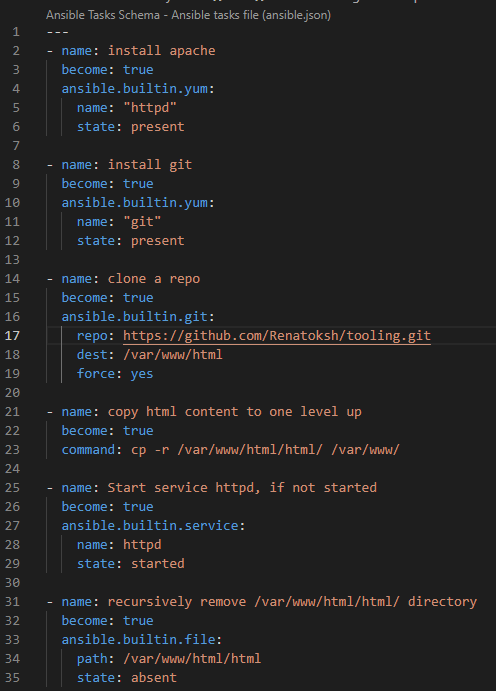 Ansible Tasks Schema - Ansible tasks file (ansible.json)
1 ---
2 - name: install apache
3 become: true
4 ansible.builtin.yum:
5 name: "httpd"
6 state: present
7
8 - name: install git
9 become: true
10 ansible.builtin.yum:
11 name: "git"
12 state: present
13
14 - name: clone a repo
15 become: true
16 ansible.builtin.git:
17 repo: https://github.com/Renatoksh/tooling.git
18 dest: /var/www/html
19 force: yes
20
21 - name: copy html content to one level up
22 become: true
23 command: cp -r /var/www/html/html/ /var/www/
24
25 - name: Start service httpd, if not started
26 become: true
27 ansible.builtin.service:
28 name: httpd
29 state: started
30
31 - name: recursively remove /var/www/html/html/ directory
32 become: true
33 ansible.builtin.file:
34 path: /var/www/html/html
35 state: absent